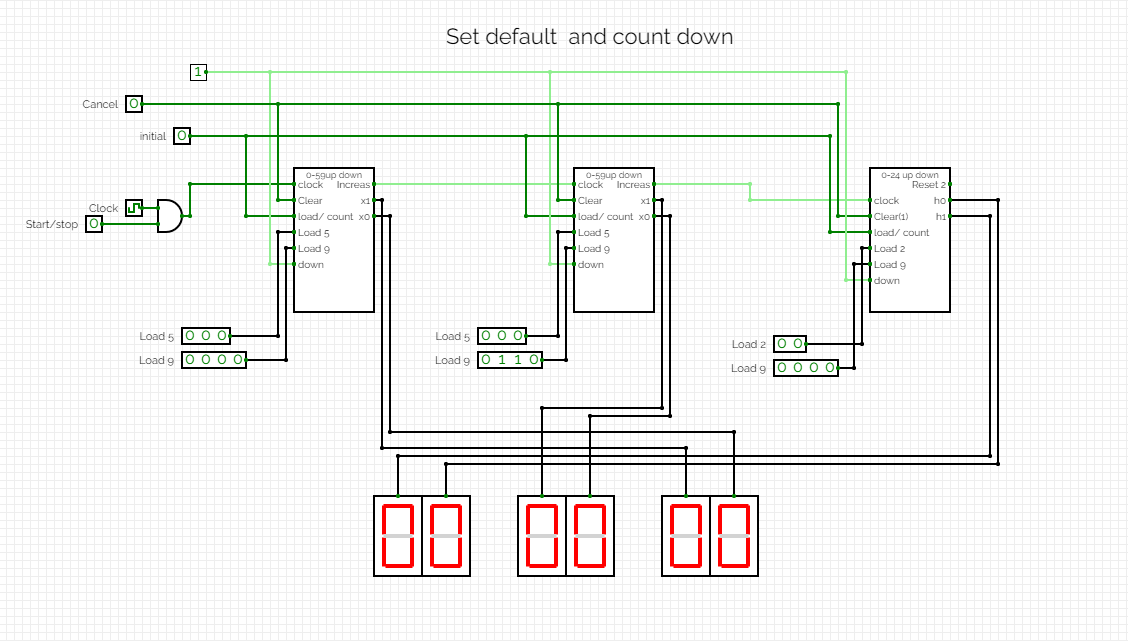 Set default  and count down
1
Cancel 0
initial 0
Clock
Start/stop 0
0-59up down
clock Increas
Clear x1
load/ count x0
Load 5
Load 9
down
0-59up down
clock Increas
Clear x1
load/ count x0
Load 5
Load 9
down
0-24 up down
Reset 2
clock h0
Clear(1) h1
load/ count
Load 2
Load 9
down
Load 5 0 0 0
Load 9 0 0 0 0
Load 5 0 0 0
Load 9 0 1 1 0
Load 2 0 0
Load 9 0 0 0 0
00 00 00